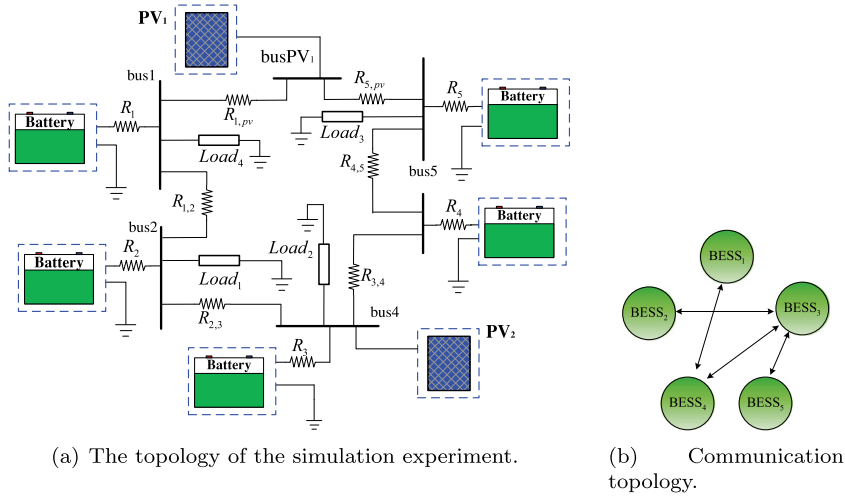 PV₁
busPV₁
bus1
R₁
Battery
R₁,pv
R₅,pv
R₅
Battery
Load₃
Load₄
R₄,₅
bus5
R₁,₂
R₄
Battery
bus2
Load₂
R₂
Battery
Load₁
R₃,₄
R₂,₃
bus4
PV₂
R₃
Battery
(a) The topology of the simulation experiment.
BESS₁
BESS₂
BESS₃
BESS₄
BESS₅
(b) Communication
topology.